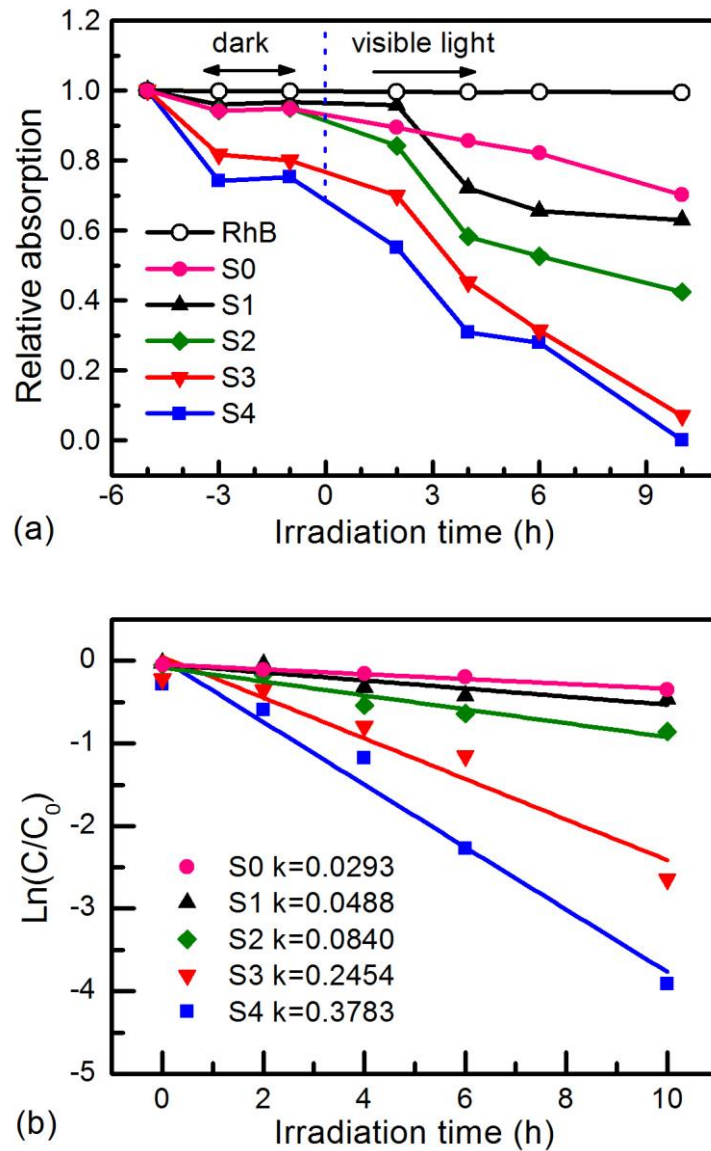 1.2
1.0
0.8
0.6
0.4
0.2
0.0
Relative absorption
dark
visible light
RhB
S0
S1
S2
S3
S4
-6 -3 0 3 6 9
Irradiation time (h)
(a)
0
-1
-2
-3
-4
-5
Ln(C/C₀)
S0 k=0.0293
S1 k=0.0488
S2 k=0.0840
S3 k=0.2454
S4 k=0.3783
0 2 4 6 8 10
Irradiation time (h)
(b)